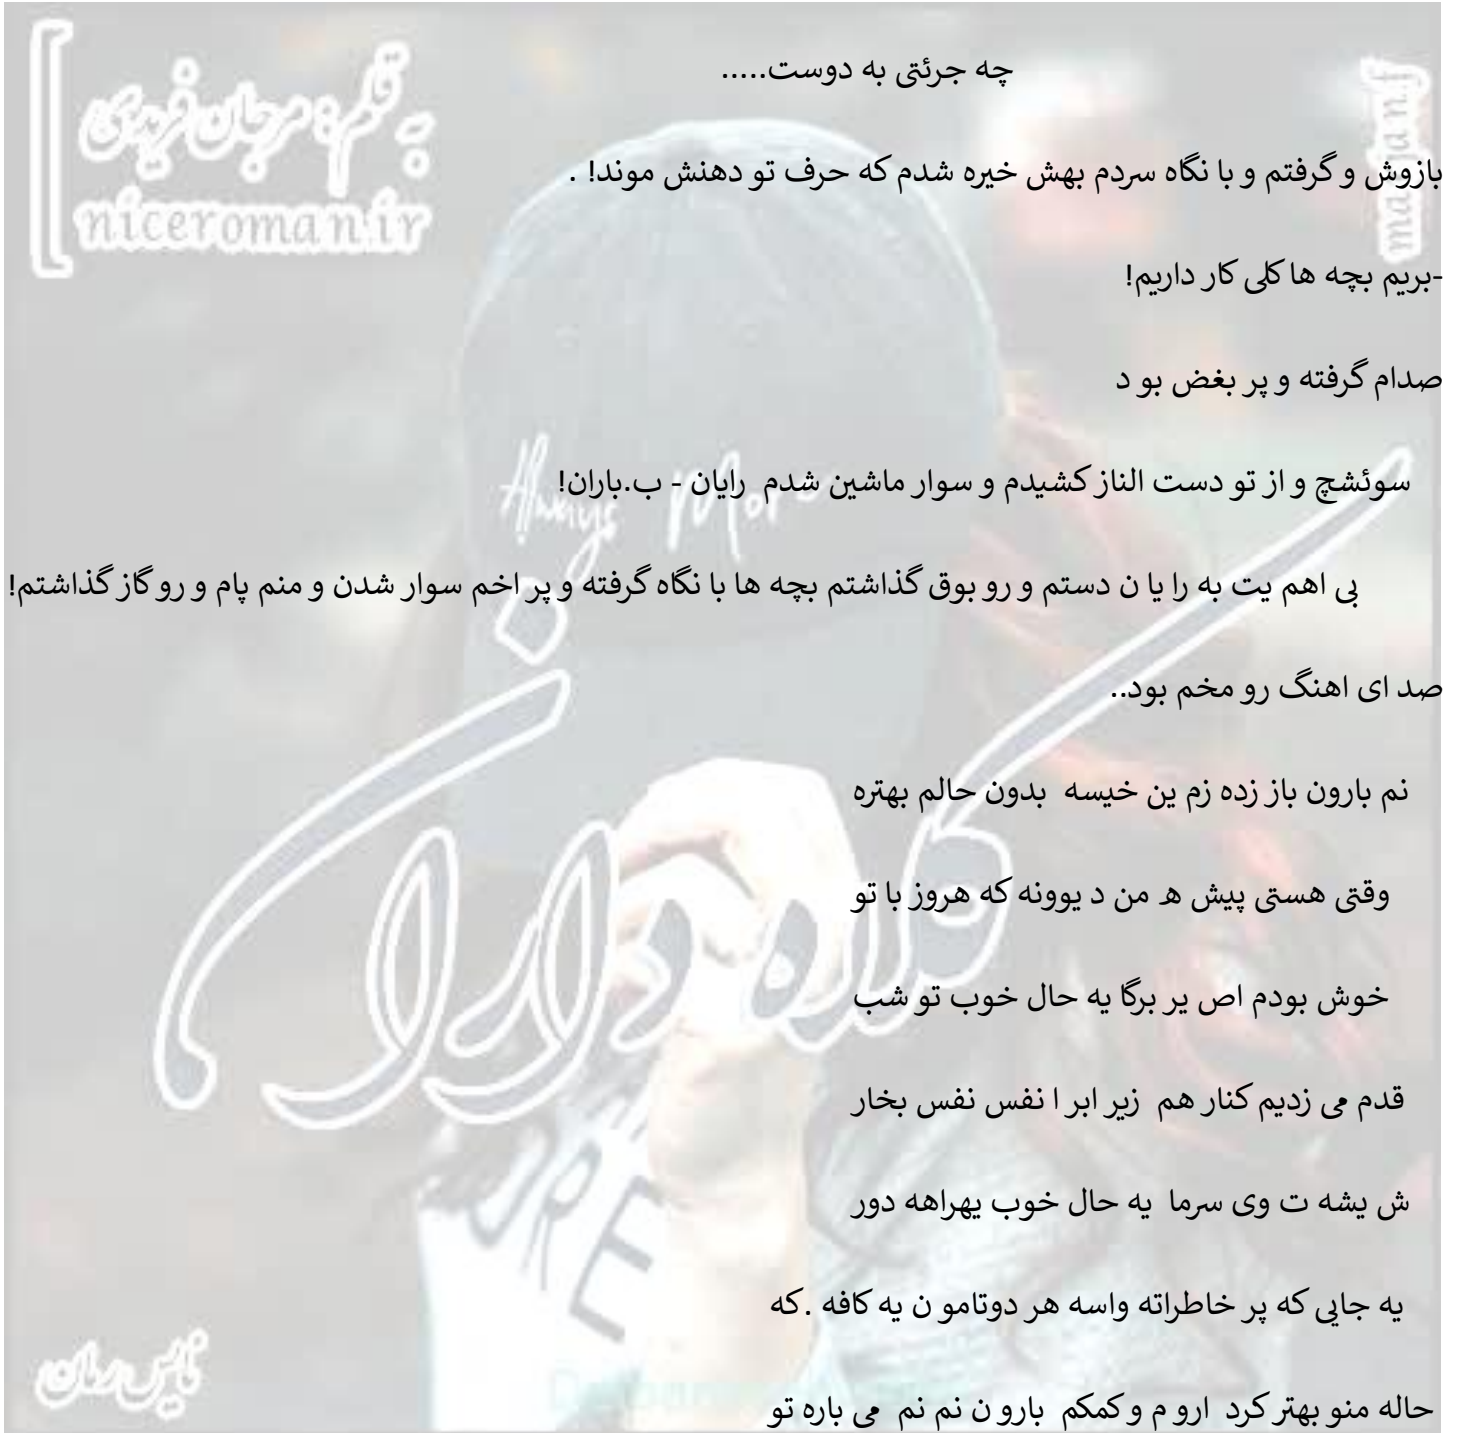 به قلم: مرجان فریدی
niceroman.ir
marjan.f
چه جرئتی به دوست.....
بازوش و گرفتم و با نگاه سردم بهش خیره شدم که حرف تو دهنش موند! .
-بریم بچه ها کلی کار داریم!
صدام گرفته و پر بغض بو د
سوئشچ و از تو دست الناز کشیدم و سوار ماشین شدم رایان - ب.باران!
Always More
بی اهم یت به را یا ن دستم و رو بوق گذاشتم بچه ها با نگاه گرفته و پر اخم سوار شدن و منم پام و رو گاز گذاشتم!
صد ای اهنگ رو مخم بود..
نم بارون باز زده زم ین خیسه بدون حالم بهتره
وقتی هستی پیش ه من د یوونه که هروز با تو
کلاه داران
خوش بودم اص یر برگا یه حال خوب تو شب
قدم می زدیم کنار هم زیر ابر ا نفس نفس بخار
ش یشه ت وی سرما یه حال خوب یهراهه دور
یه جایی که پر خاطراته واسه هر دوتامو ن یه کافه .که
نایس رمان
حاله منو بهتر کرد ارو م و کمکم بارو ن نم نم می باره تو